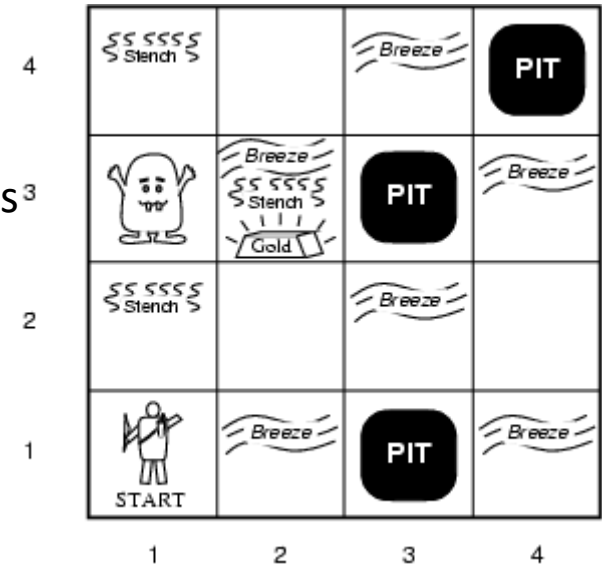 4
Stench
Breeze
PIT
s
3
Breeze
Stench
Gold
PIT
Breeze
2
Stench
Breeze
1
START
Breeze
PIT
Breeze
1 2 3 4